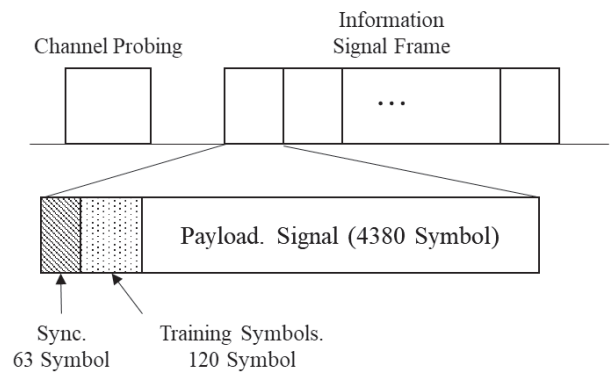 Information
Channel Probing
Signal Frame
...
Payload. Signal (4380 Symbol)
Sync.
63 Symbol
Training Symbols.
120 Symbol